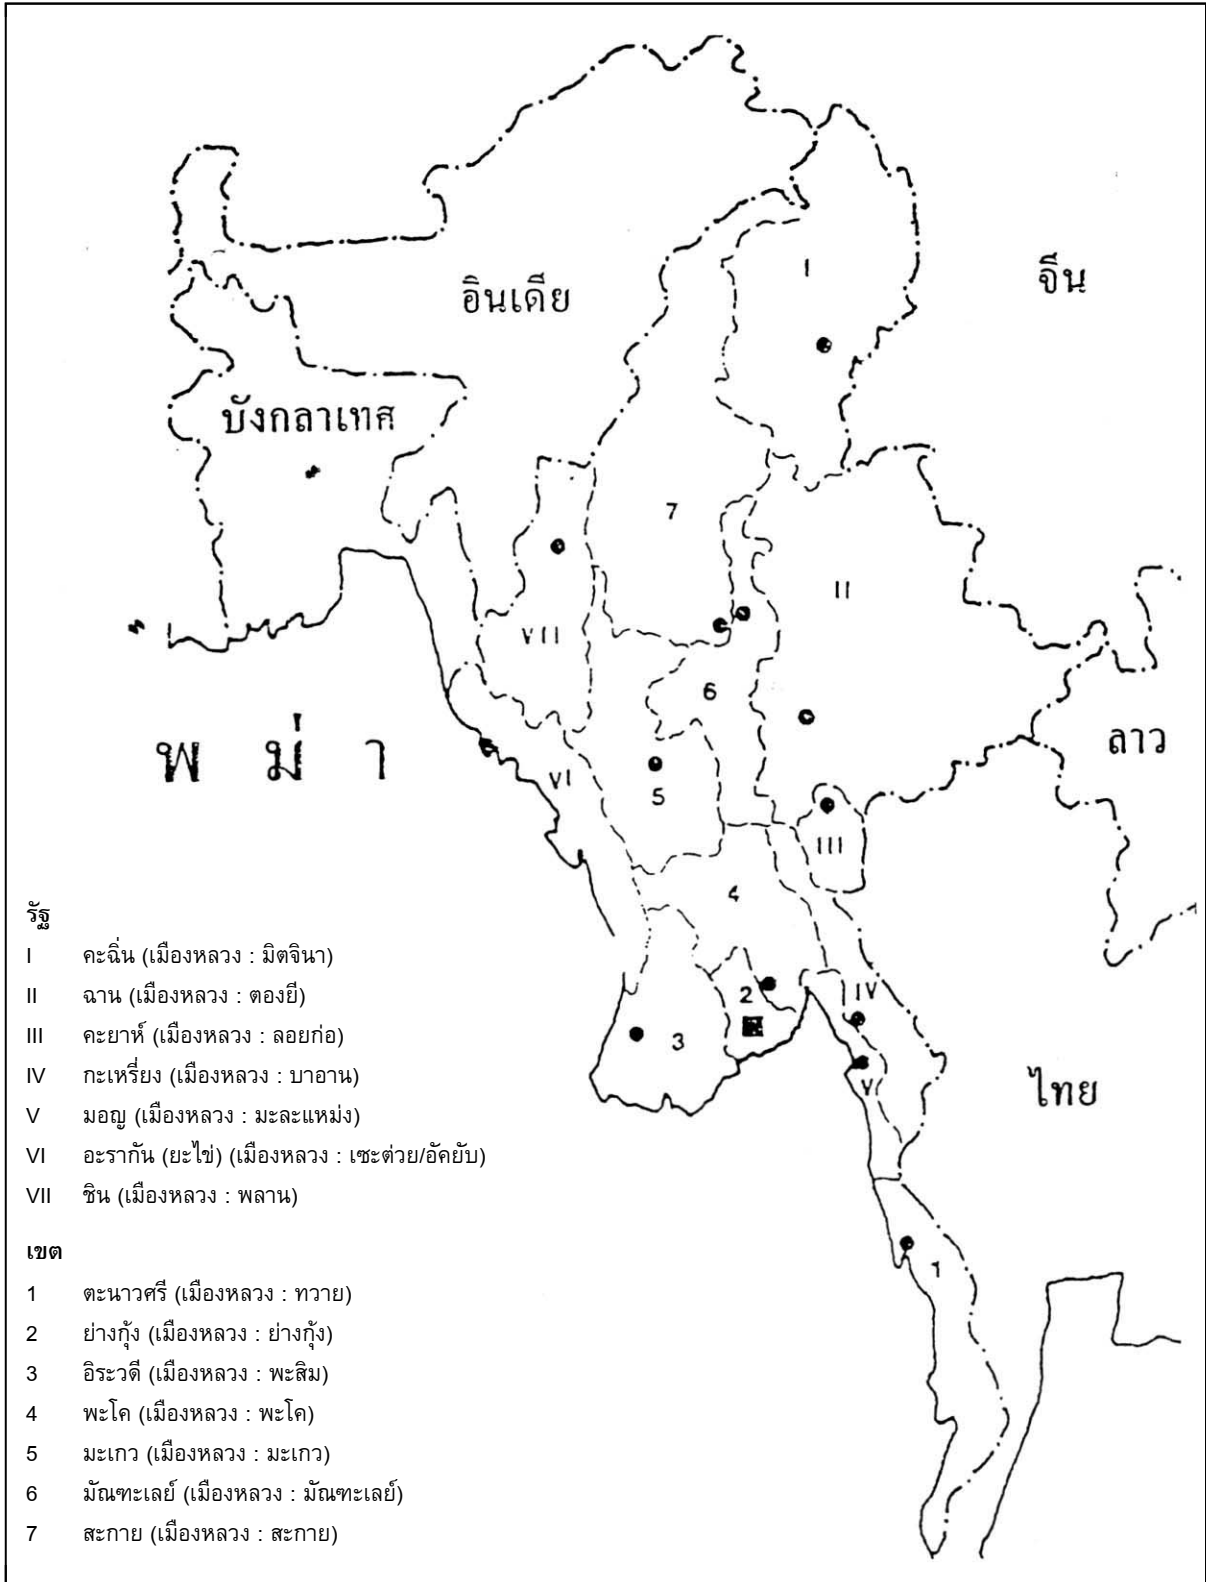 อินเดีย
จีน
บังกลาเทศ
พม่า
ลาว
ไทย
I
II
III
IV
V
VI
VII
1
2
3
4
5
6
7
รัฐ
I คะฉิ่น (เมืองหลวง : มิตจินา)
II ฉาน (เมืองหลวง : ตองยี)
III คะยาห์ (เมืองหลวง : ลอยก่อ)
IV กะเหรี่ยง (เมืองหลวง : บาอาน)
V มอญ (เมืองหลวง : มะละแหม่ง)
VI อะรากัน (ยะไข่) (เมืองหลวง : เซะต่วย/อัคยับ)
VII ชิน (เมืองหลวง : พลาน)
เขต
1 ตะนาวศรี (เมืองหลวง : ทวาย)
2 ย่างกุ้ง (เมืองหลวง : ย่างกุ้ง)
3 อิระวดี (เมืองหลวง : พะสิม)
4 พะโค (เมืองหลวง : พะโค)
5 มะเกว (เมืองหลวง : มะเกว)
6 มัณฑะเลย์ (เมืองหลวง : มัณฑะเลย์)
7 สะกาย (เมืองหลวง : สะกาย)